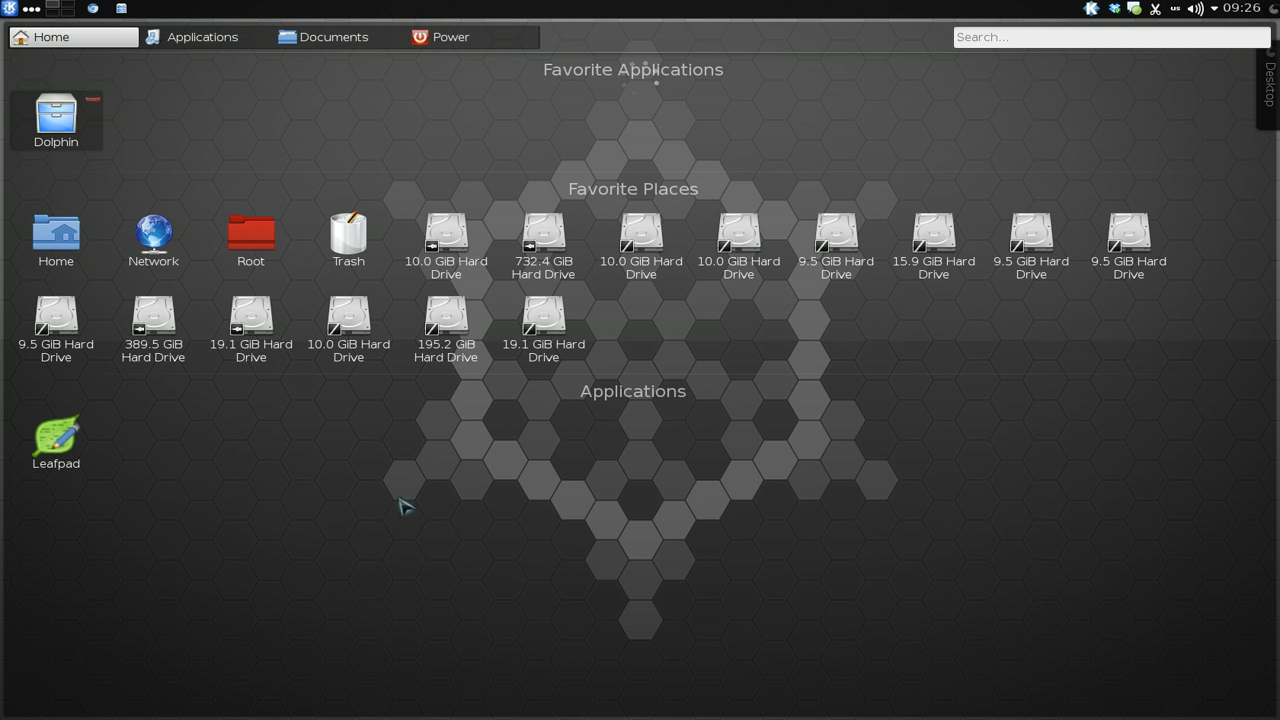 us 09:26
Home Applications Documents Power Search...
Desktop
Favorite Applications
Dolphin
Favorite Places
Home Network Root Trash 10.0 GiB Hard Drive 732.4 GiB Hard Drive 10.0 GiB Hard Drive 10.0 GiB Hard Drive 9.5 GiB Hard Drive 15.9 GiB Hard Drive 9.5 GiB Hard Drive 9.5 GiB Hard Drive
9.5 GiB Hard Drive 389.5 GiB Hard Drive 19.1 GiB Hard Drive 10.0 GiB Hard Drive 195.2 GiB Hard Drive 19.1 GiB Hard Drive
Applications
Leafpad